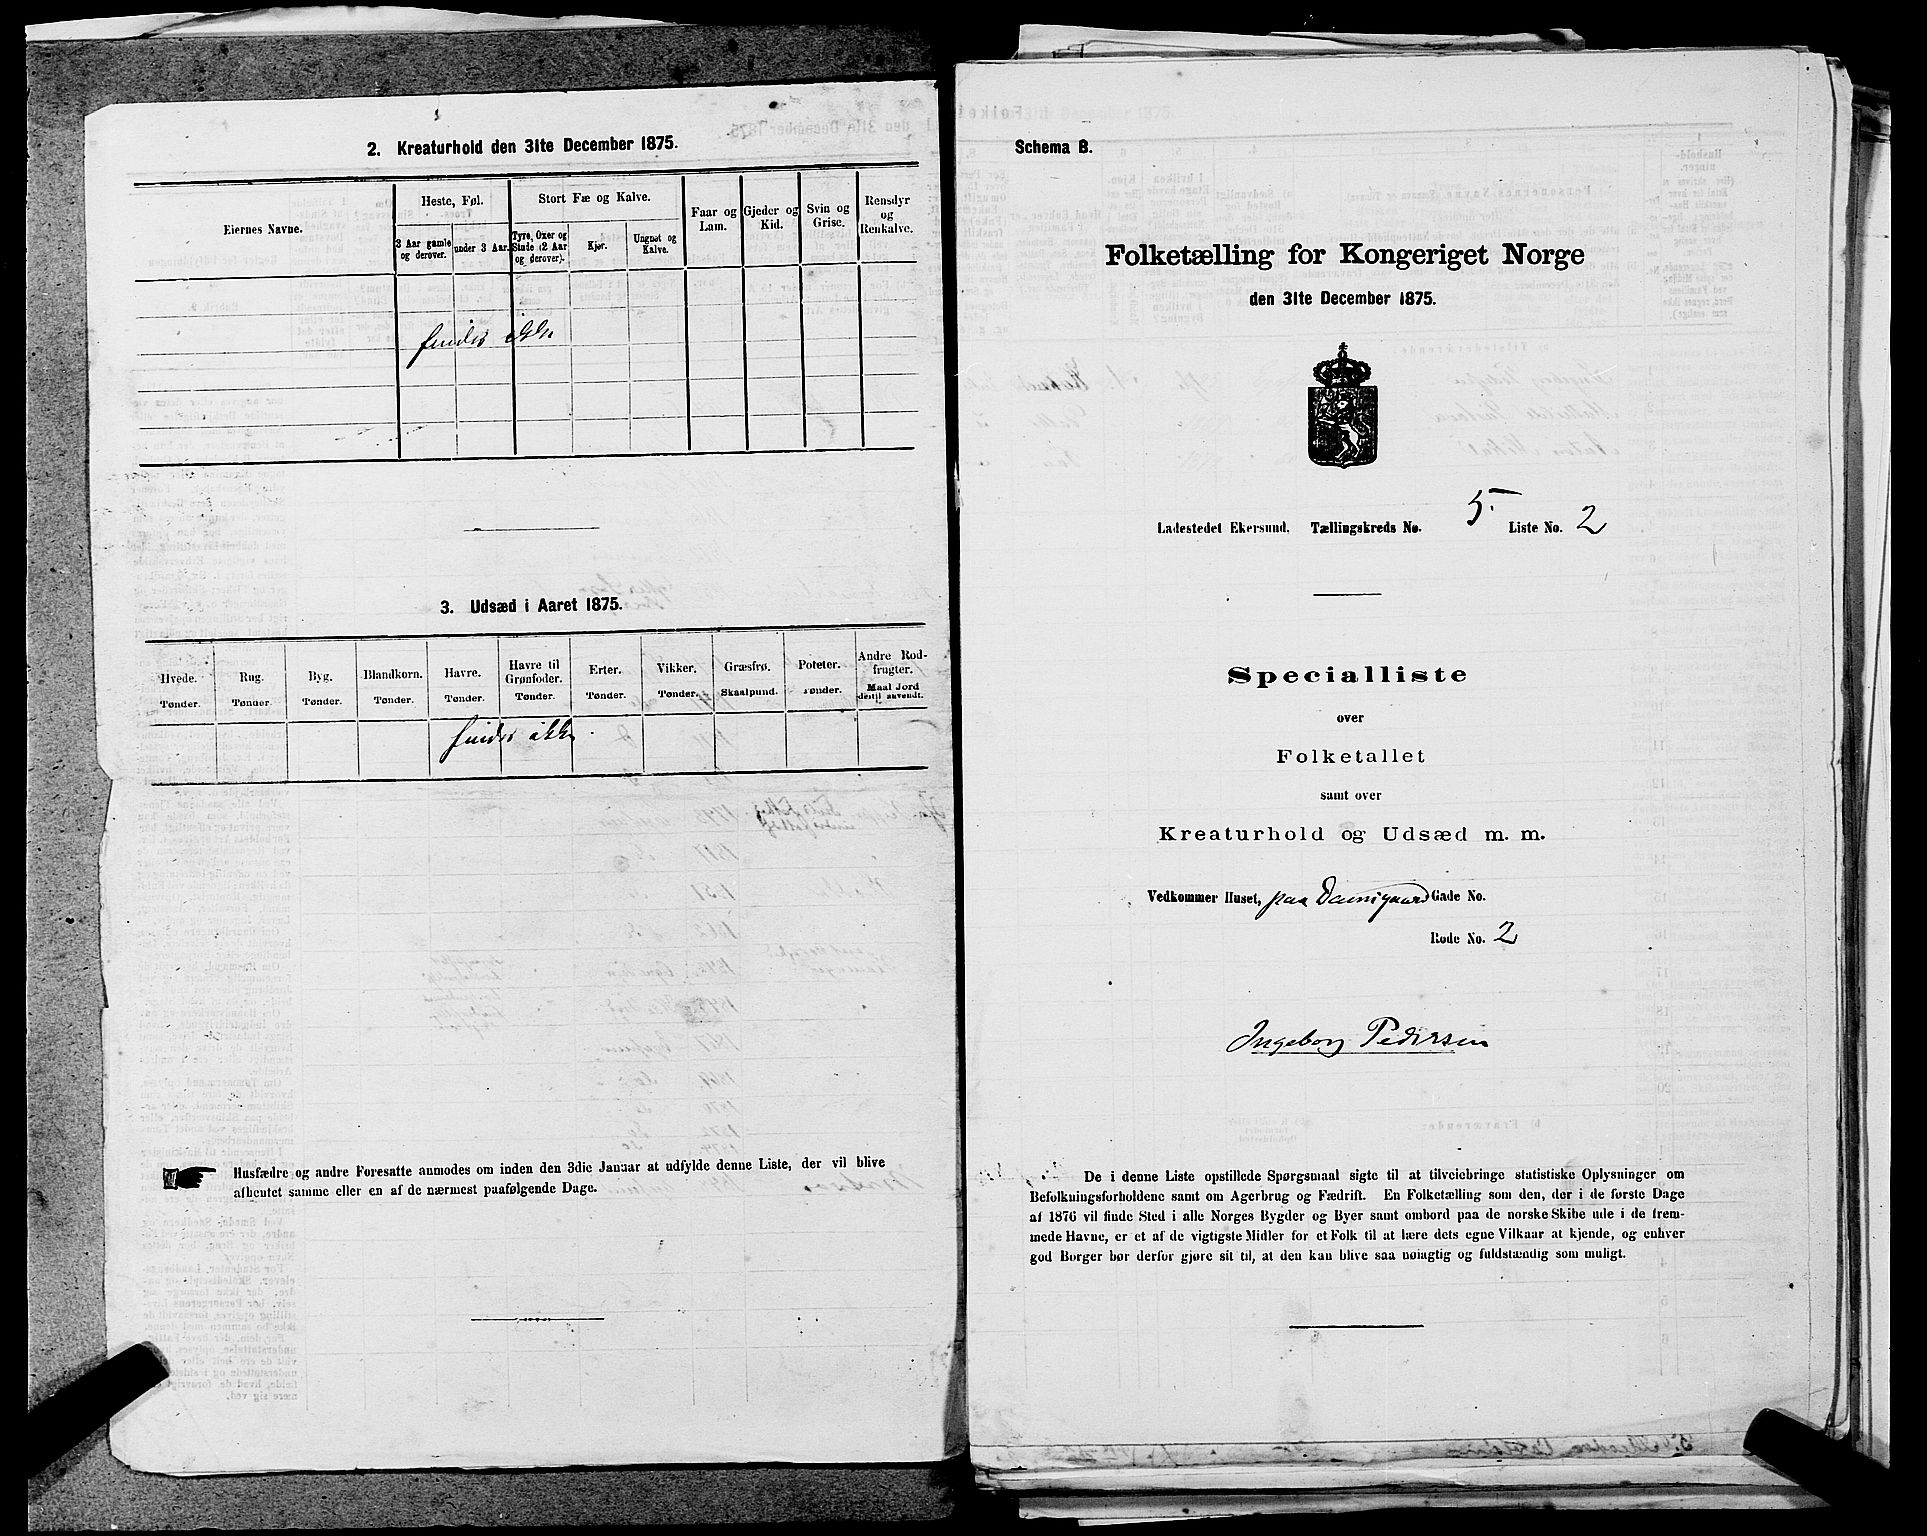 2. Kreaturhold den 31te December 1875.
Eiernes Navne.
Heste, Føl.
3 Aar gamle og derover.
under 3 Aar.
Stort Fæ og Kalve.
Tyre, Oxer og Stude (2 Aar og derover).
Kjør.
Ungnøt og Kalve.
Faar og Lam.
Gjeder og Kid.
Svin og Grise.
Rensdyr og Renkalve.
findes ikke
3. Udsæd i Aaret 1875.
Hvede. Rug. Byg. Blandkorn. Havre. Havre til Grønfoder. Erter. Vikker. Græsfrø. Poteter. Andre Rodfrugter.
Tønder. Tønder. Tønder. Tønder. Tønder. Tønder. Tønder. Tønder. Skaalpund. Tønder. Maal Jord dertil anvendt.
findes ikke
Husfædre og andre Foresatte anmodes om inden den 3die Januar at udfylde denne Liste, der vil blive
afhentet samme eller en af de nærmest paafølgende Dage.
Schema B.
Folketælling for Kongeriget Norge
den 31te December 1875.
Ladestedet Ekersund. Tællingskreds No. 5. Liste No. 2
Specialliste
over
Folketallet
samt over
Kreaturhold og Udsæd m. m.
Vedkommer Huset, paa Damsgaard Gade No.
Rode No. 2
Ingeborg Pedersen
De i denne Liste opstillede Spørgsmaal sigte til at tilveiebringe statistiske Oplysninger om
Befolkningsforholdene samt om Agerbrug og Fædrift. En Folketælling som den, der i de første Dage
af 1876 vil finde Sted i alle Norges Bygder og Byer samt ombord paa de norske Skibe ude i de frem-
mede Havne, er et af de vigtigste Midler for et Folk til at lære dets egne Vilkaar at kjende, og enhver
god Borger bør derfor gjøre sit til, at den kan blive saa nøiagtig og fuldstændig som muligt.